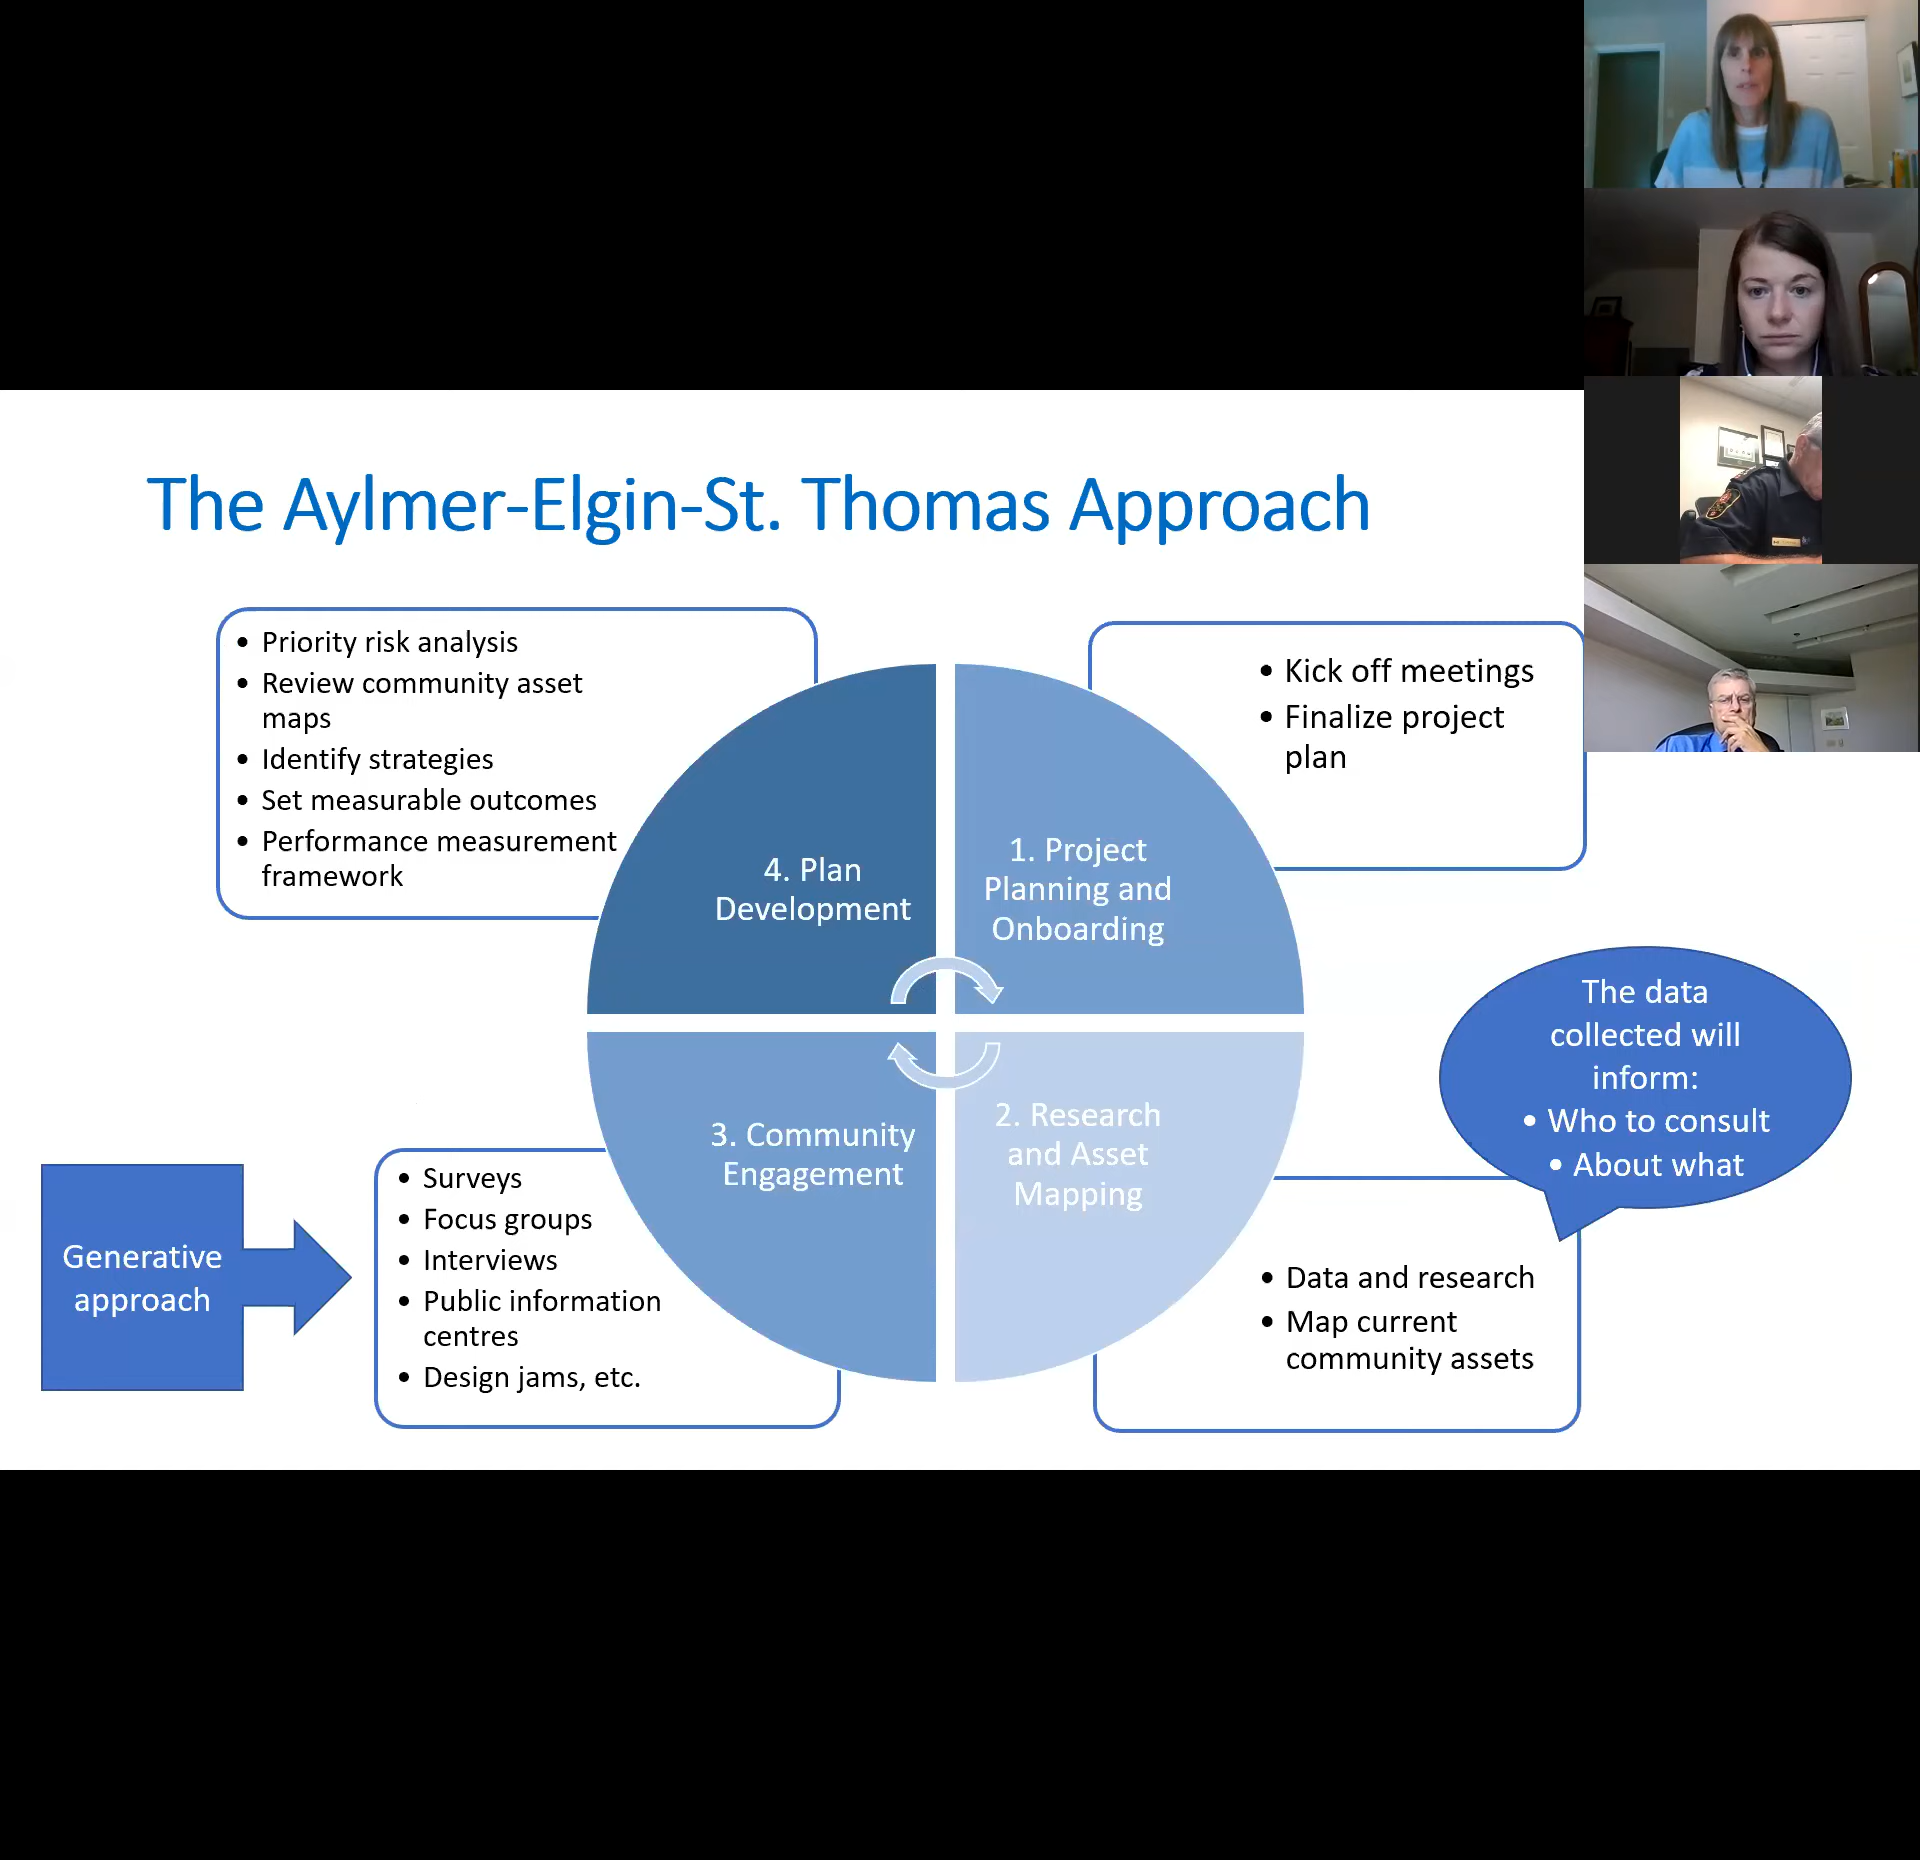 The Aylmer-Elgin-St. Thomas Approach
• Priority risk analysis
• Review community asset
maps
• Identify strategies
• Set measurable outcomes
• Performance measurement
framework
• Kick off meetings
• Finalize project
plan
4. Plan
Development
1. Project
Planning and
Onboarding
The data
collected will
inform:
• Who to consult
• About what
3. Community
Engagement
2. Research
and Asset
Mapping
Generative
approach
• Surveys
• Focus groups
• Interviews
• Public information
centres
• Design jams, etc.
• Data and research
• Map current
community assets